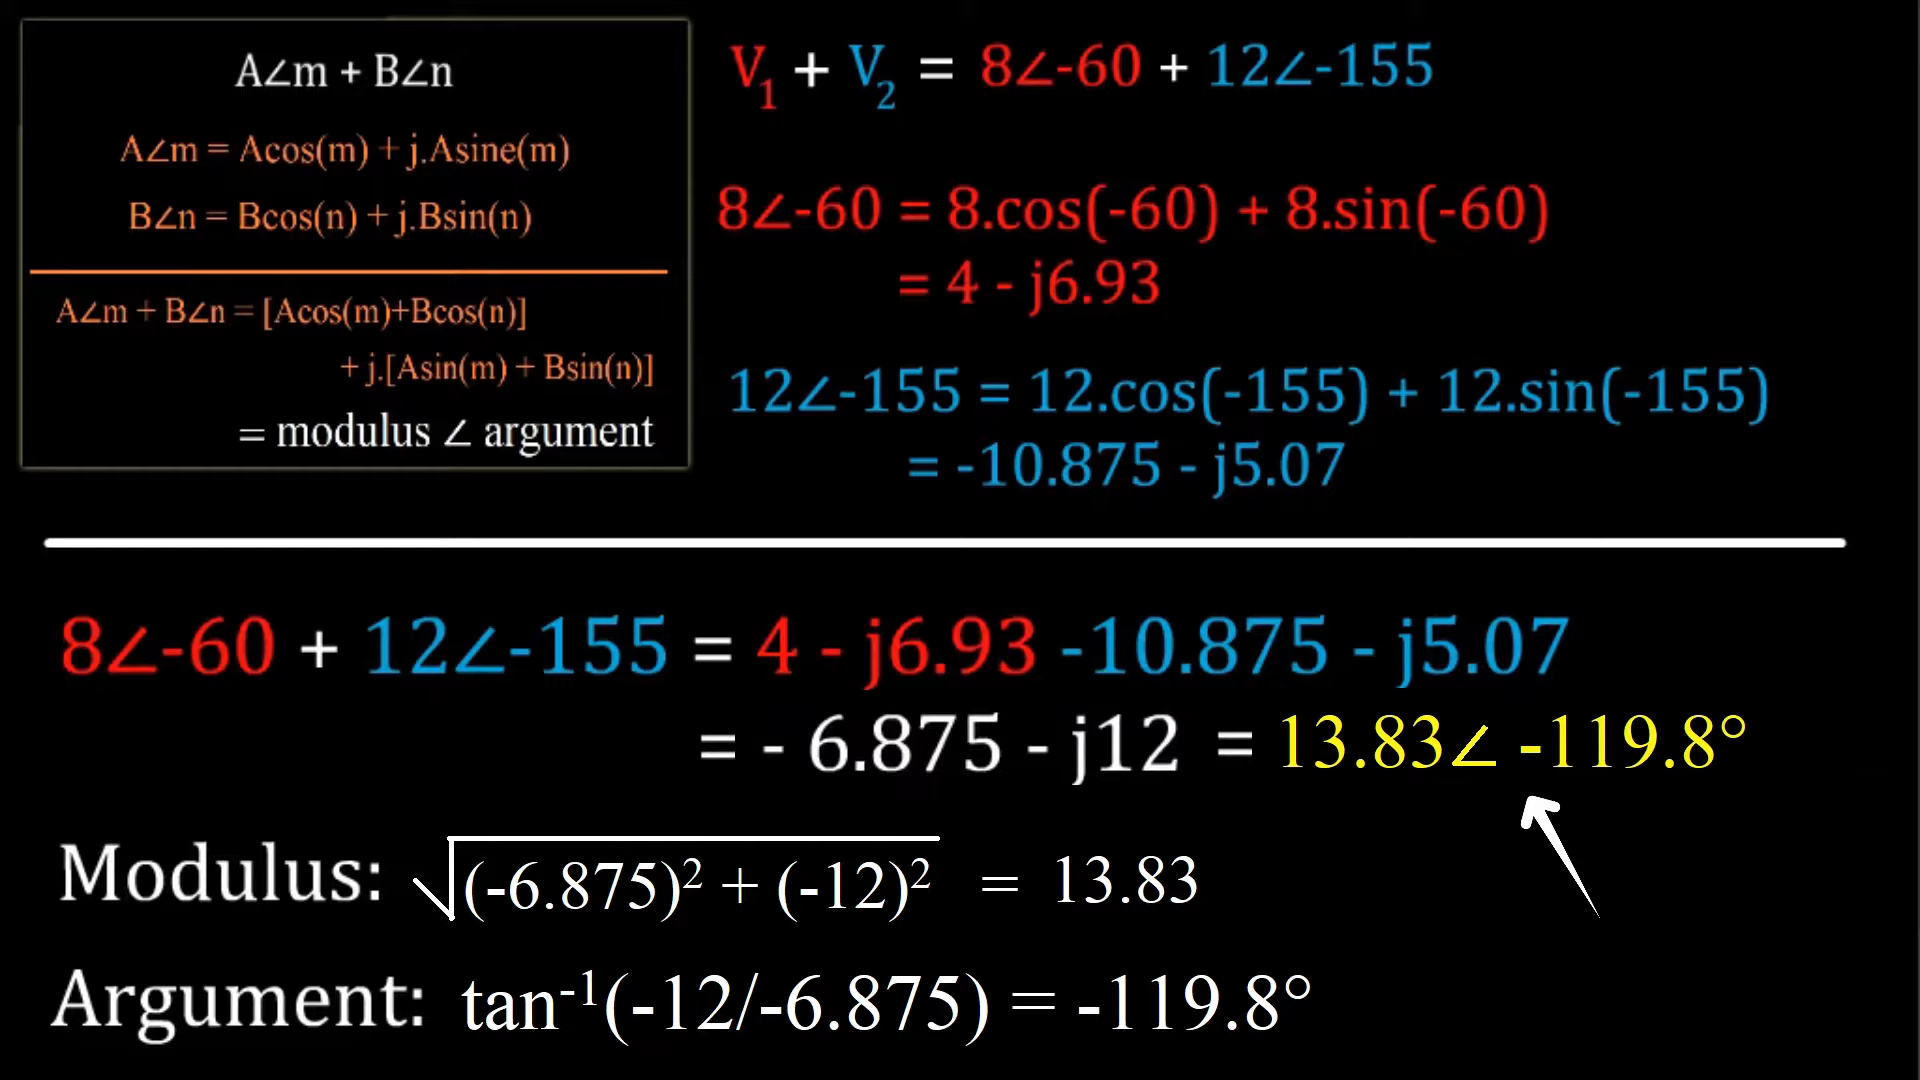 A∠m + B∠n
A∠m = Acos(m) + j.Asine(m)
B∠n = Bcos(n) + j.Bsin(n)
A∠m + B∠n = [Acos(m)+Bcos(n)]
+ j.[Asin(m) + Bsin(n)]
= modulus ∠ argument
V₁ + V₂ = 8∠-60 + 12∠-155
8∠-60 = 8.cos(-60) + 8.sin(-60)
= 4 - j6.93
12∠-155 = 12.cos(-155) + 12.sin(-155)
= -10.875 - j5.07
8∠-60 + 12∠-155 = 4 - j6.93 -10.875 - j5.07
= - 6.875 - j12 = 13.83∠ -119.8°
Modulus: √(-6.875)² + (-12)² = 13.83
Argument: tan⁻¹(-12/-6.875) = -119.8°